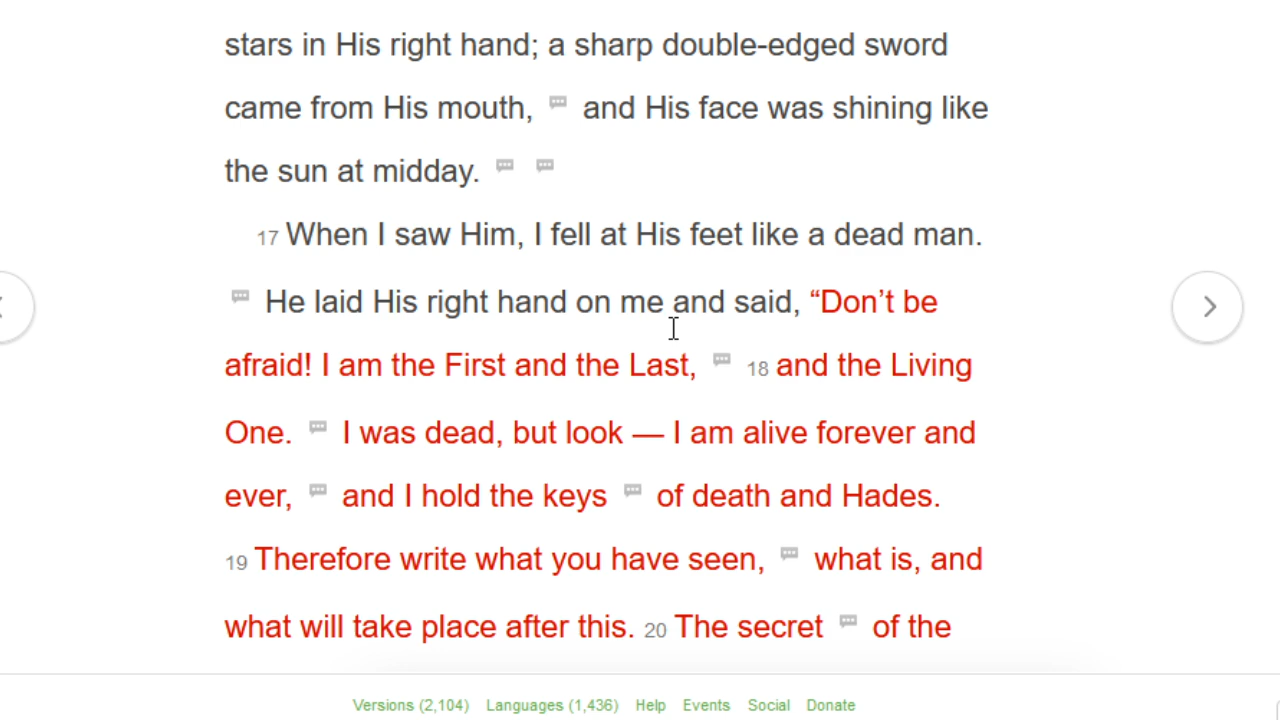 stars in His right hand; a sharp double-edged sword
came from His mouth, and His face was shining like
the sun at midday.
17 When I saw Him, I fell at His feet like a dead man.
He laid His right hand on me and said, “Don’t be
afraid! I am the First and the Last, 18 and the Living
One. I was dead, but look — I am alive forever and
ever, and I hold the keys of death and Hades.
19 Therefore write what you have seen, what is, and
what will take place after this. 20 The secret of the
Versions (2,104) Languages (1,436) Help Events Social Donate